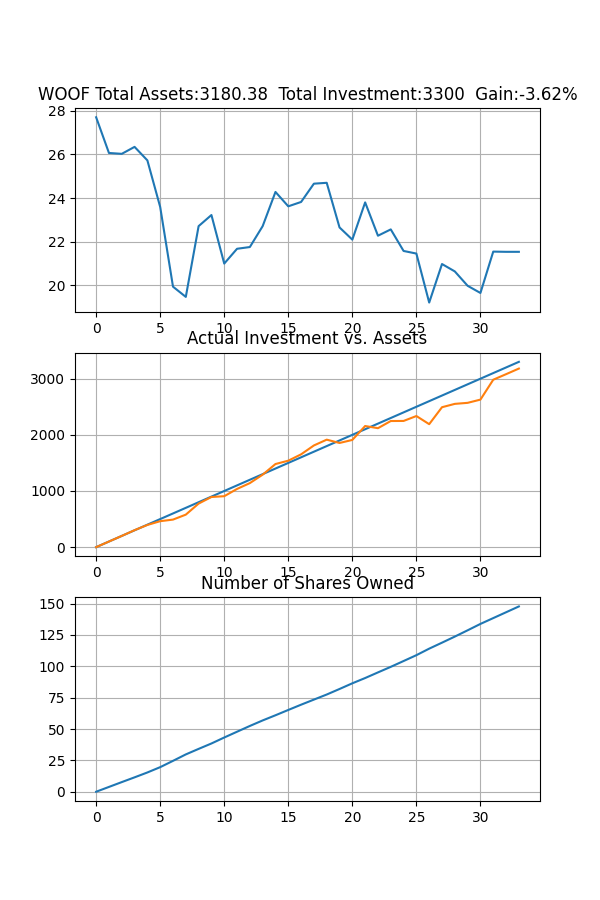 WOOF Total Assets:3180.38  Total Investment:3300  Gain:-3.62%
28
26
24
22
20
0 5 10 15 20 25 30
Actual Investment vs. Assets
3000
2000
1000
0
0 5 10 15 20 25 30
Number of Shares Owned
150
125
100
75
50
25
0
0 5 10 15 20 25 30